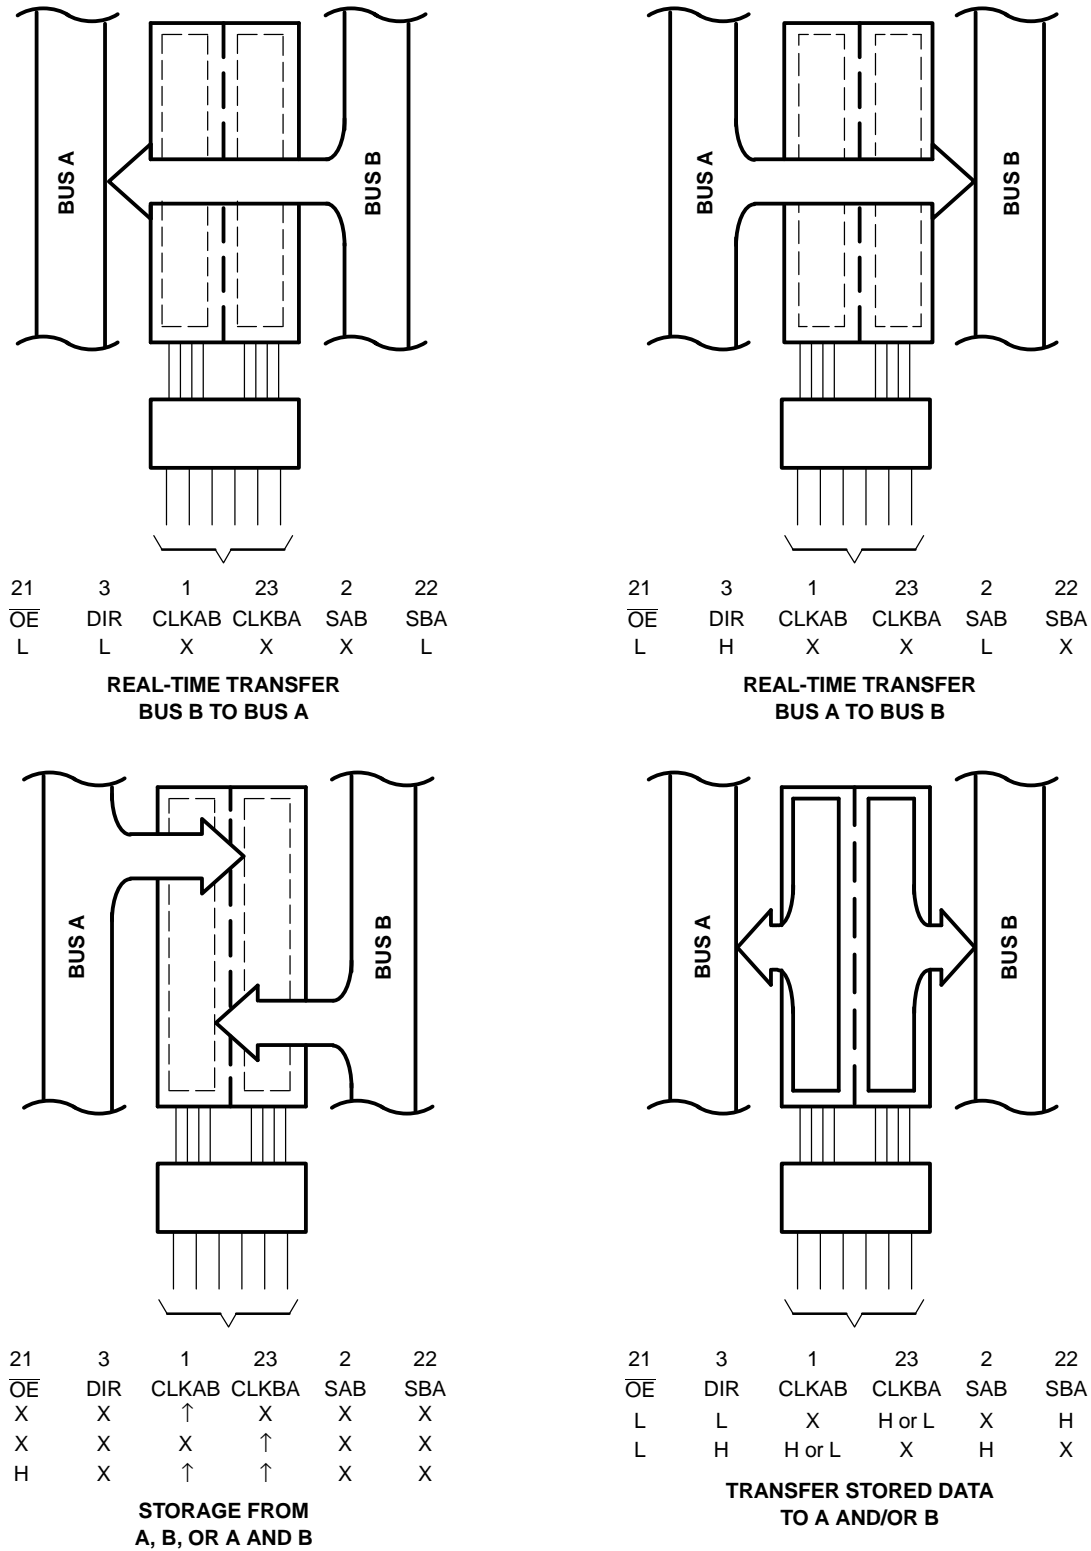 BUS A
BUS B
21 3 1 23 2 22
OE DIR CLKAB CLKBA SAB SBA
L L X X X L
REAL-TIME TRANSFER
BUS B TO BUS A
BUS A
BUS B
21 3 1 23 2 22
OE DIR CLKAB CLKBA SAB SBA
L H X X L X
REAL-TIME TRANSFER
BUS A TO BUS B
BUS A
BUS B
21 3 1 23 2 22
OE DIR CLKAB CLKBA SAB SBA
X X ↑ X X X
X X X ↑ X X
H X ↑ ↑ X X
STORAGE FROM
A, B, OR A AND B
BUS A
BUS B
21 3 1 23 2 22
OE DIR CLKAB CLKBA SAB SBA
L L X H or L X H
L H H or L X H X
TRANSFER STORED DATA
TO A AND/OR B